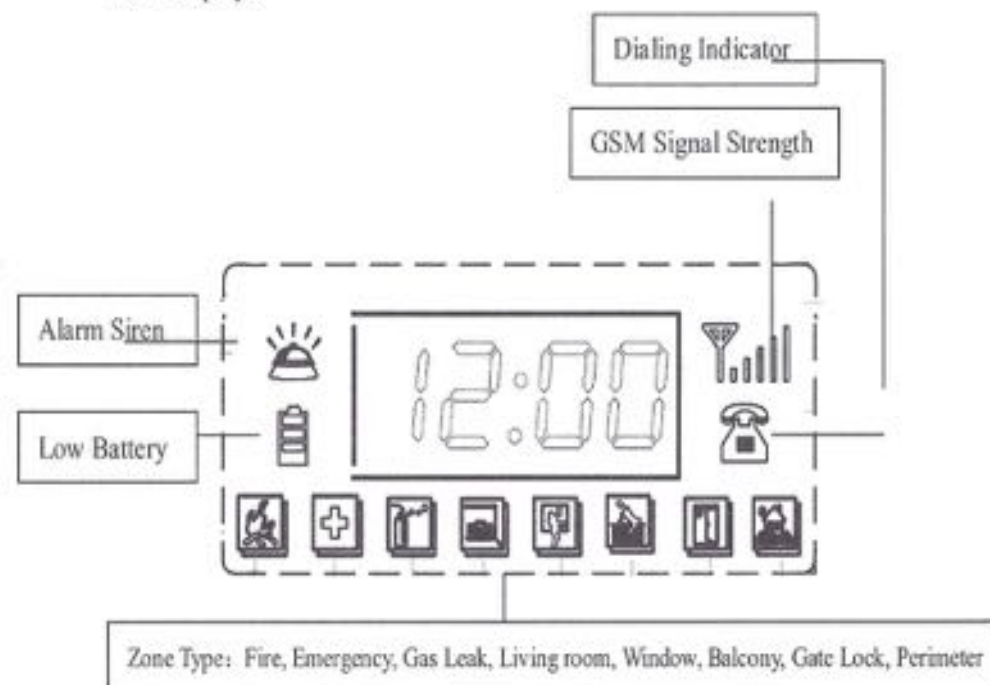 Dialing Indicator
GSM Signal Strength
Alarm Siren
12:00
Low Battery
Zone Type: Fire, Emergency, Gas Leak, Living room, Window, Balcony, Gate Lock, Perimeter